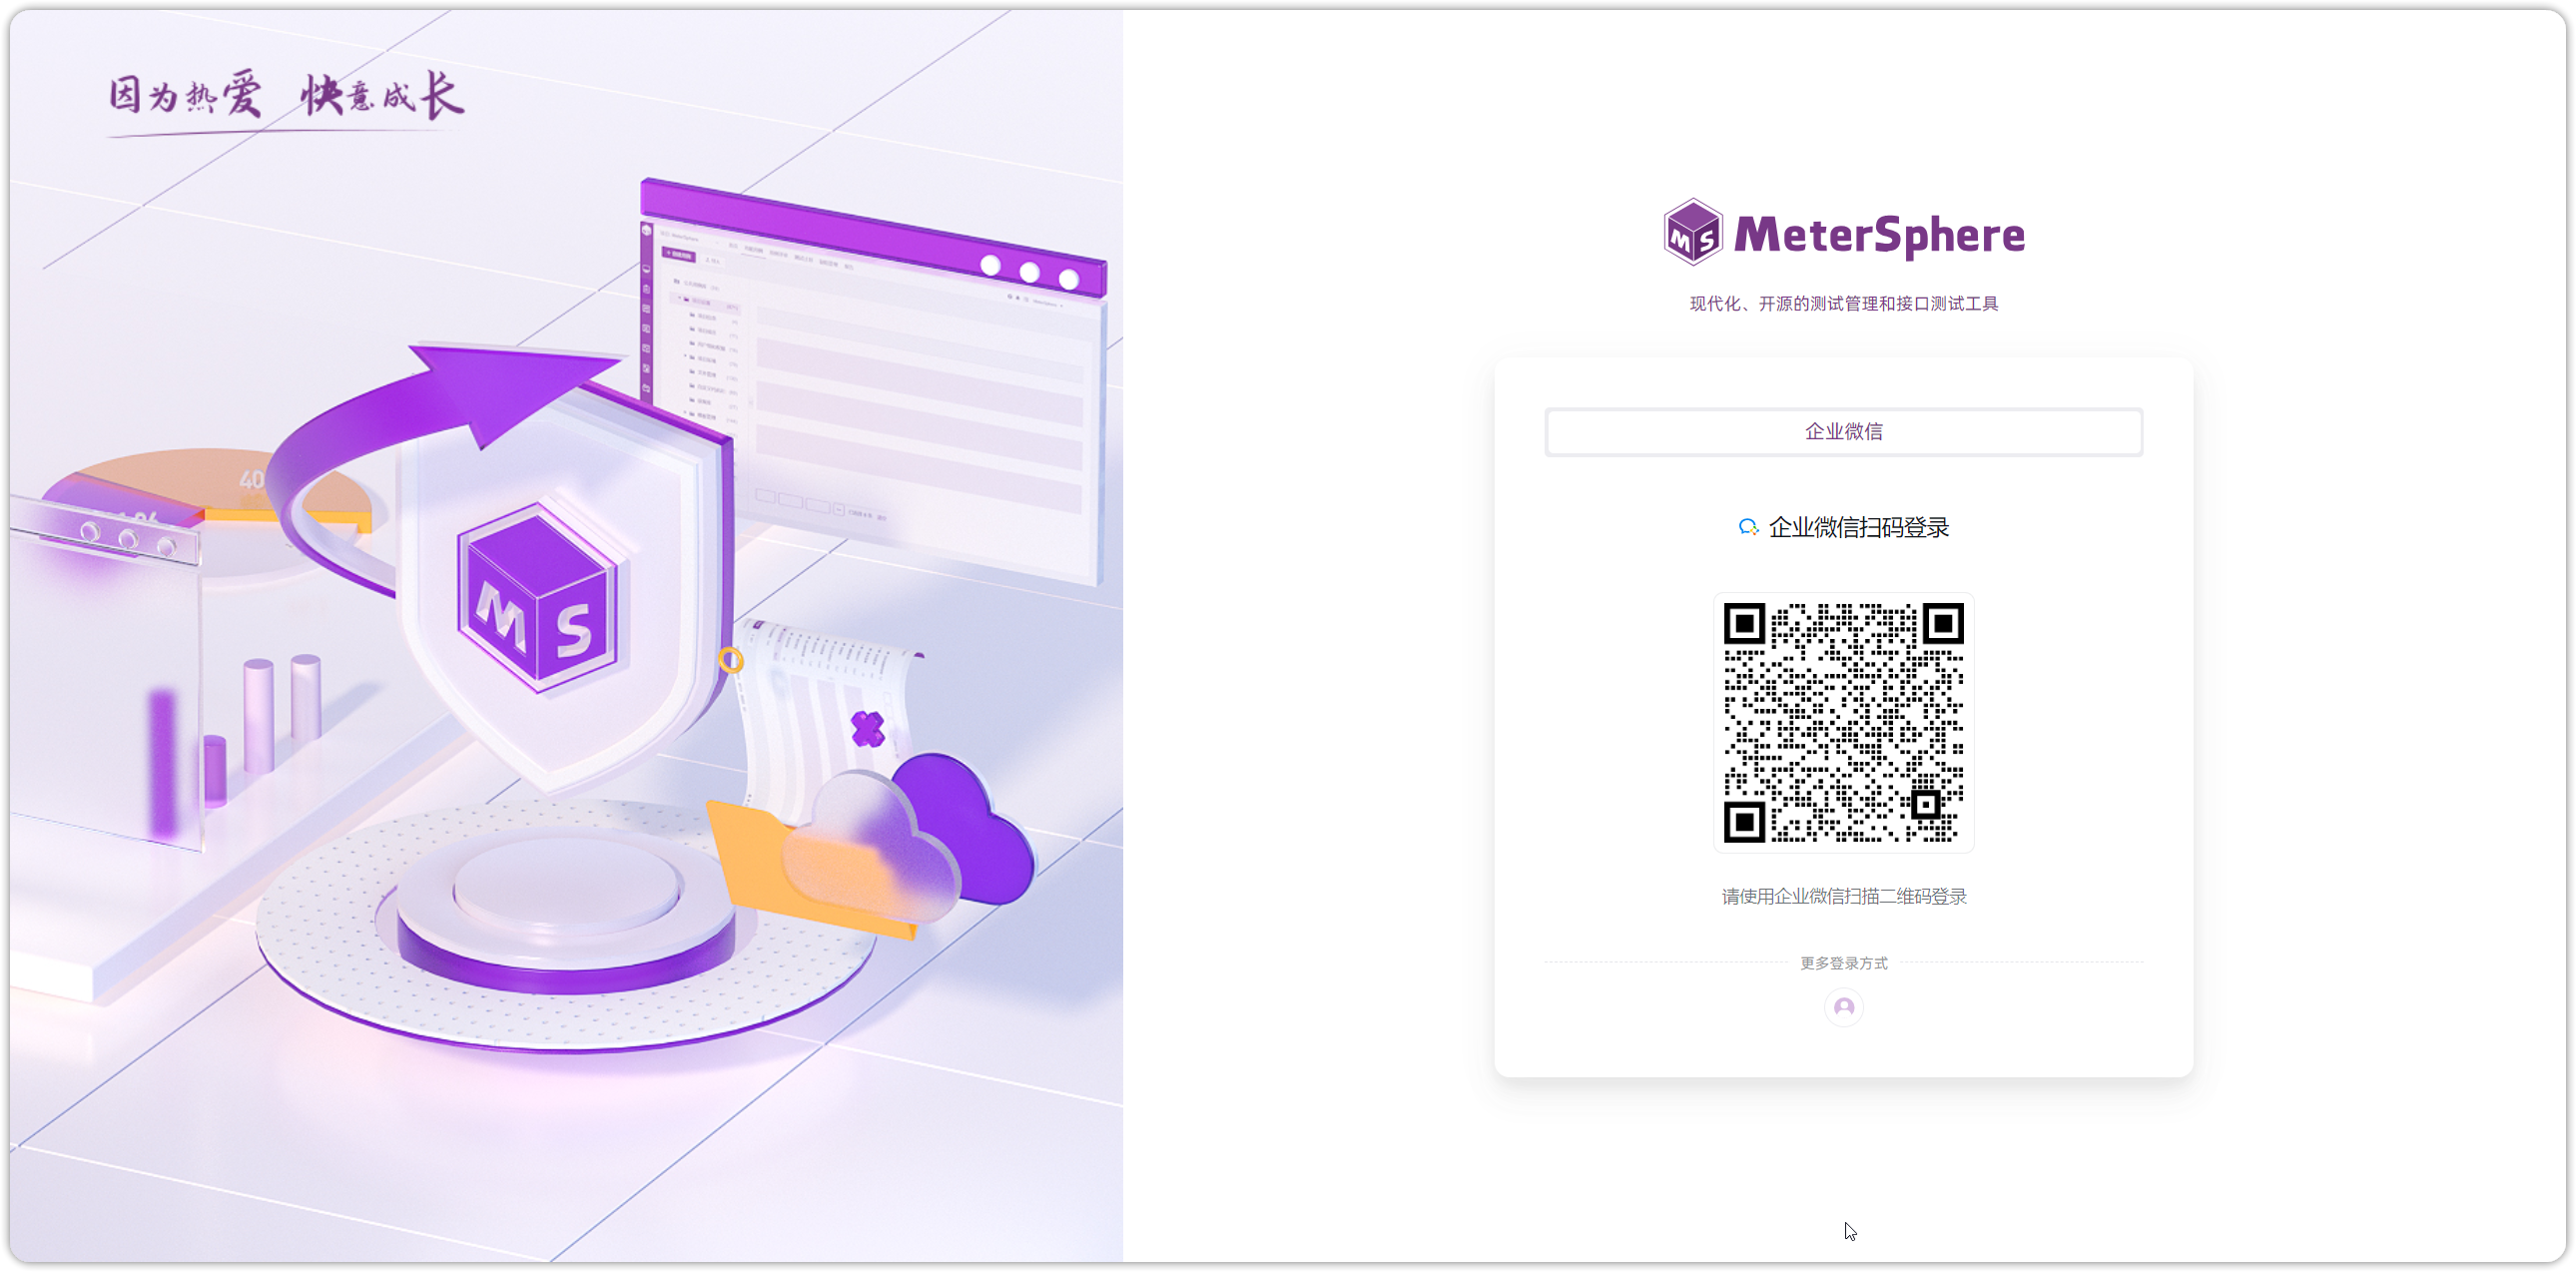 因为热爱 快意成长
40
M S
MS MeterSphere
现代化、开源的测试管理和接口测试工具
企业微信
企业微信扫码登录
请使用企业微信扫描二维码登录
更多登录方式